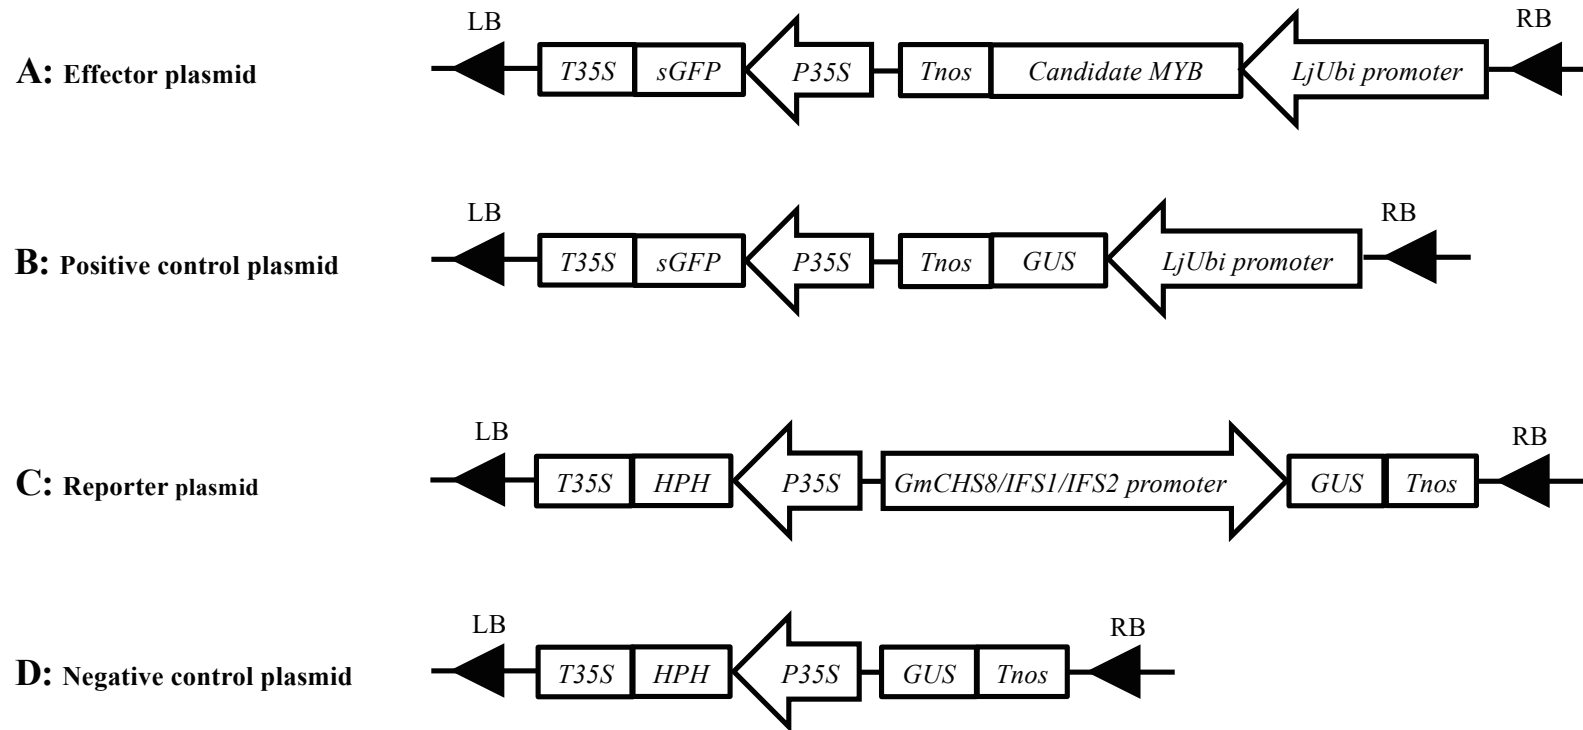 LB RB
A: Effector plasmid T35S sGFP P35S Tnos Candidate MYB LjUbi promoter
LB RB
B: Positive control plasmid T35S sGFP P35S Tnos GUS LjUbi promoter
LB RB
C: Reporter plasmid T35S HPH P35S GmCHS8/IFS1/IFS2 promoter GUS Tnos
LB RB
D: Negative control plasmid T35S HPH P35S GUS Tnos